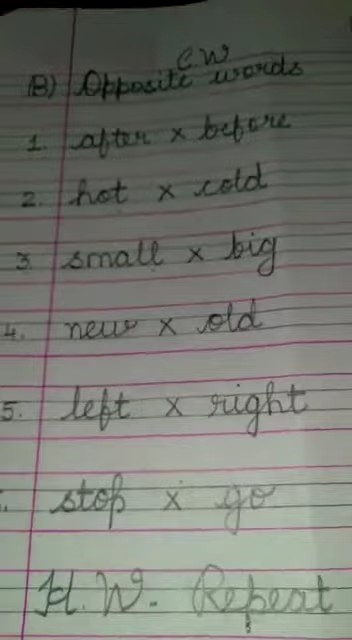 C.W
(B) Opposite words
1. after x before
2. hot x cold
3. small x big
4. new x old
5. left x right
. stop x go
H.W. Repeat